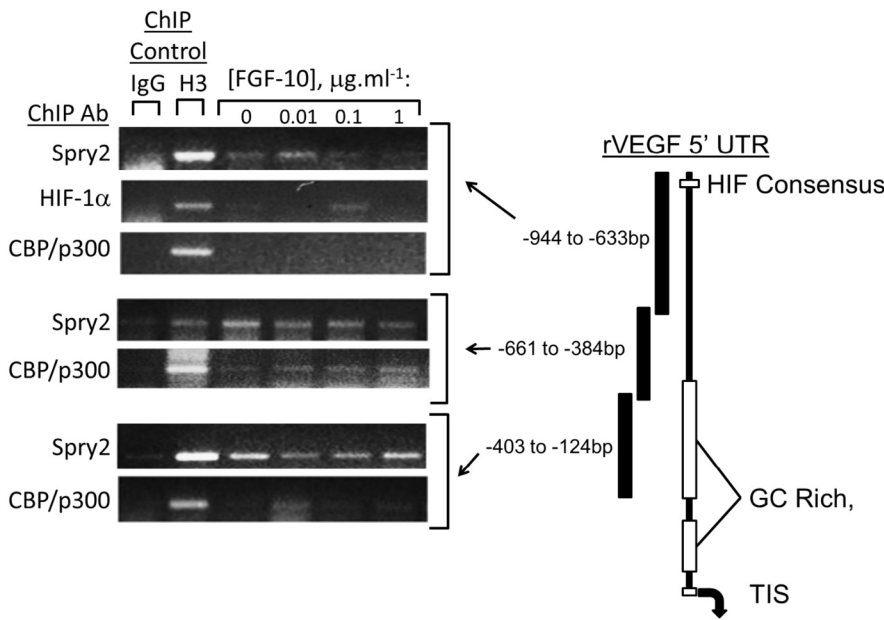 ChIP
Control
IgG H3 [FGF-10], μg.ml⁻¹:
ChIP Ab 0 0.01 0.1 1
Spry2
HIF-1α
CBP/p300
Spry2
CBP/p300
Spry2
CBP/p300
-944 to -633bp
-661 to -384bp
-403 to -124bp
rVEGF 5' UTR
HIF Consensus
GC Rich,
TIS